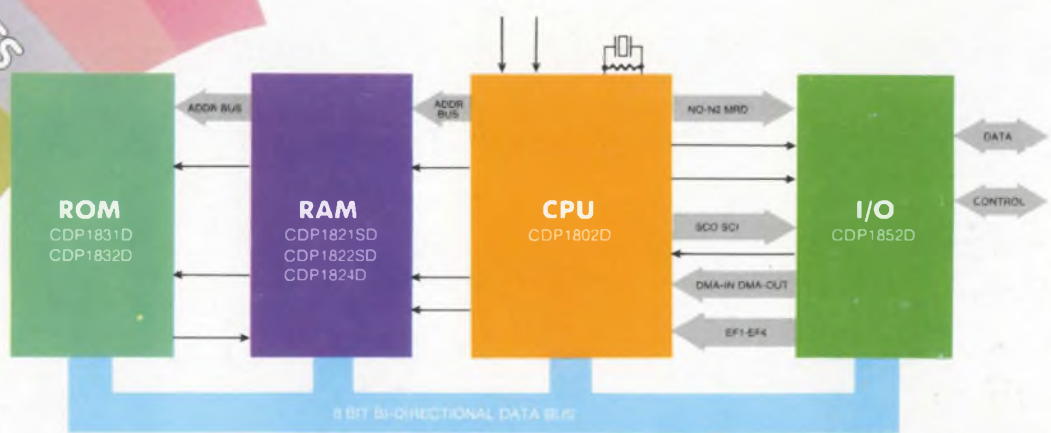 ADDR BUS
ADDR
BUS
NO-N2 MRD
DATA
CONTROL
ROM
CDP1831D
CDP1832D
RAM
CDP1821SD
CDP1822SD
CDP1824D
CPU
CDP1802D
I/O
CDP1852D
SCO SCI
DMA-IN DMA-OUT
EF1-EF4
8 BIT BI-DIRECTIONAL DATA BUS